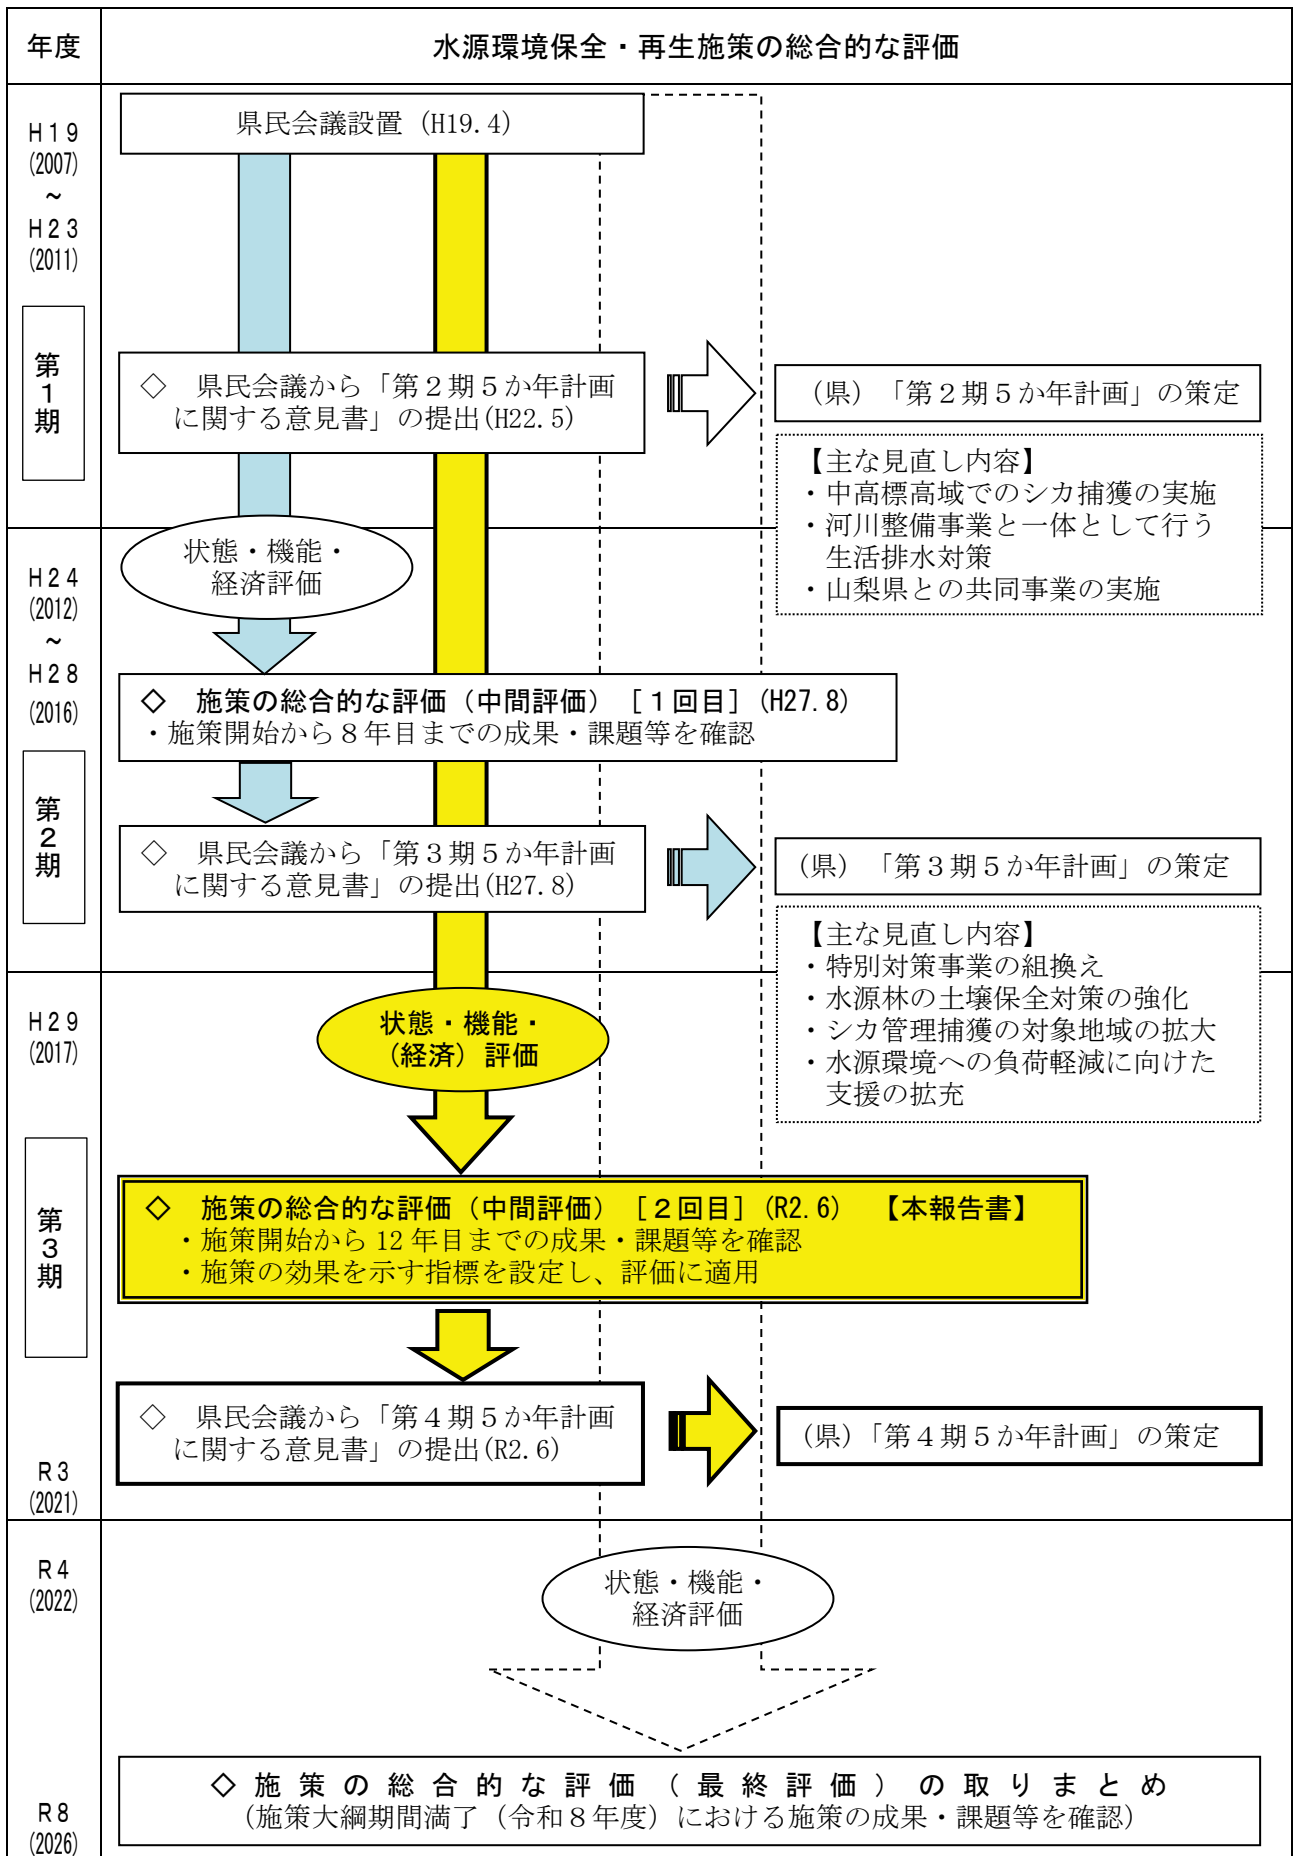 年度
水源環境保全・再生施策の総合的な評価
H19
(2007)
～
H23
(2011)
第1期
県民会議設置 (H19.4)
◇ 県民会議から「第2期5か年計画
に関する意見書」の提出(H22.5)
(県) 「第2期5か年計画」の策定
【主な見直し内容】
・中高標高域でのシカ捕獲の実施
・河川整備事業と一体として行う
生活排水対策
・山梨県との共同事業の実施
H24
(2012)
～
H28
(2016)
第2期
状態・機能・
経済評価
◇ 施策の総合的な評価（中間評価）［1回目］(H27.8)
・施策開始から8年目までの成果・課題等を確認
◇ 県民会議から「第3期5か年計画
に関する意見書」の提出(H27.8)
(県) 「第3期5か年計画」の策定
【主な見直し内容】
・特別対策事業の組換え
・水源林の土壌保全対策の強化
・シカ管理捕獲の対象地域の拡大
・水源環境への負荷軽減に向けた
支援の拡充
H29
(2017)
第3期
R3
(2021)
状態・機能・
(経済) 評価
◇ 施策の総合的な評価（中間評価）［2回目］(R2.6) 【本報告書】
・施策開始から12年目までの成果・課題等を確認
・施策の効果を示す指標を設定し、評価に適用
◇ 県民会議から「第4期5か年計画
に関する意見書」の提出(R2.6)
(県)「第4期5か年計画」の策定
R4
(2022)
R8
(2026)
状態・機能・
経済評価
◇施策の総合的な評価（最終評価）の取りまとめ
(施策大綱期間満了（令和8年度）における施策の成果・課題等を確認)